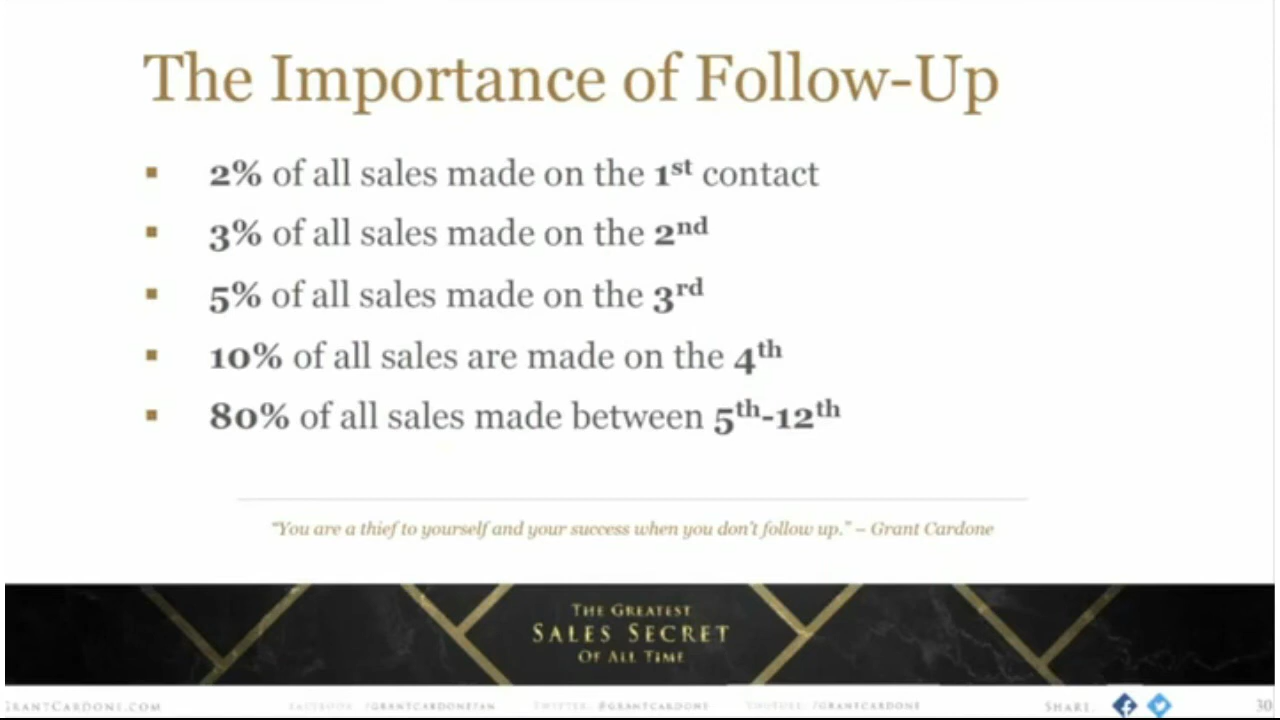 The Importance of Follow-Up
▪ 2% of all sales made on the 1st contact
▪ 3% of all sales made on the 2nd
▪ 5% of all sales made on the 3rd
▪ 10% of all sales are made on the 4th
▪ 80% of all sales made between 5th-12th
“You are a thief to yourself and your success when you don’t follow up.” – Grant Cardone
THE GREATEST
SALES SECRET
OF ALL TIME
GRANTCARDONE.COM FACEBOOK: /GRANTCARDONEFAN TWITTER: @GRANTCARDONE YOUTUBE: /GRANTCARDONE SHARE: 30